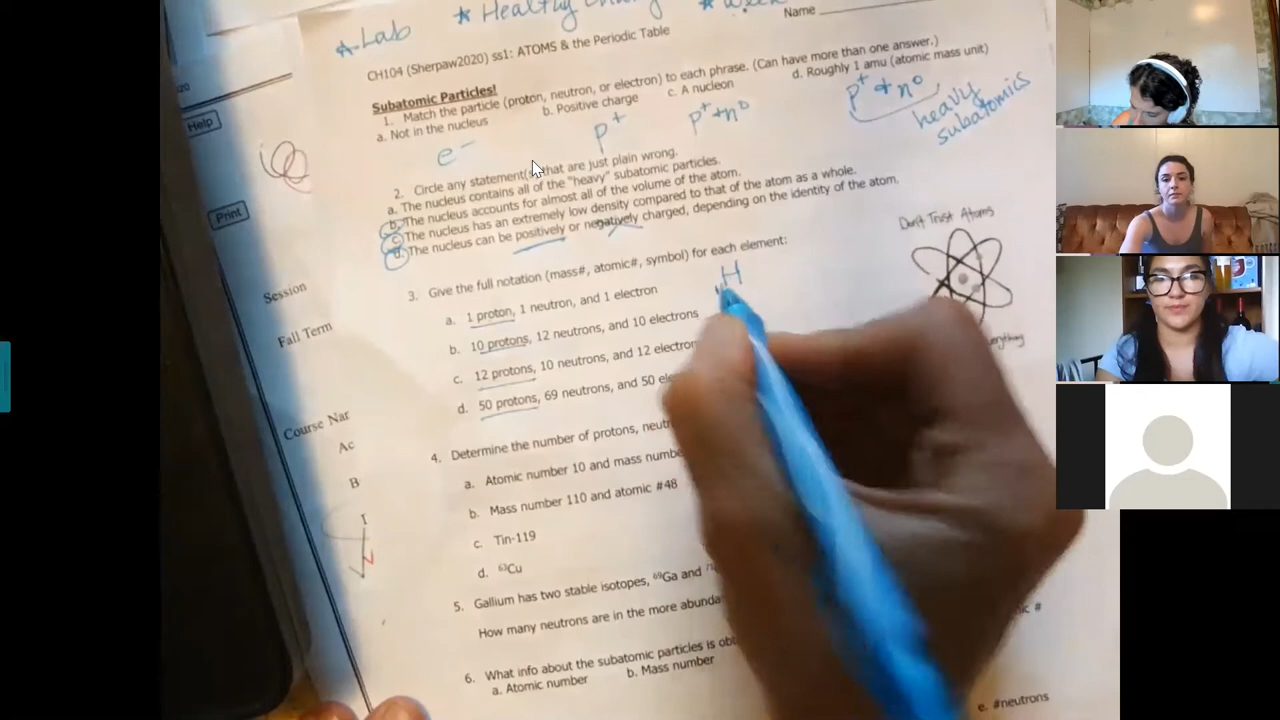 ★ Lab ★ Healthy ★
Name
CH104 (Sherpaw2020) ss1: ATOMS & the Periodic Table
Subatomic Particles!
1. Match the particle (proton, neutron, or electron) to each phrase. (Can have more than one answer.)
a. Not in the nucleus b. Positive charge c. A nucleon d. Roughly 1 amu (atomic mass unit)
e⁻ p⁺ p⁺+n⁰ p⁺+n⁰ heavy
subatomics
2. Circle any statement(s) that are just plain wrong.
a. The nucleus contains all of the "heavy" subatomic particles.
b. The nucleus accounts for almost all of the volume of the atom.
c. The nucleus has an extremely low density compared to that of the atom as a whole.
d. The nucleus can be positively or negatively charged, depending on the identity of the atom.
3. Give the full notation (mass#, atomic#, symbol) for each element:
a. 1 proton, 1 neutron, and 1 electron H
b. 10 protons, 12 neutrons, and 10 electrons
c. 12 protons, 10 neutrons, and 12 electron
d. 50 protons, 69 neutrons, and 50
4. Determine the number of protons,
a. Atomic number 10 and mass
b. Mass number 110 and atomic #48
c. Tin-119
d. ⁶³Cu
5. Gallium has two stable isotopes, ⁶⁹Ga and
How many neutrons are in the more
6. What info about the subatomic particles is
a. Atomic number b. Mass number e. #neutrons
Don't Trust Atoms
20
Help
Print
Session
Fall Term
Course
Ac
B
I